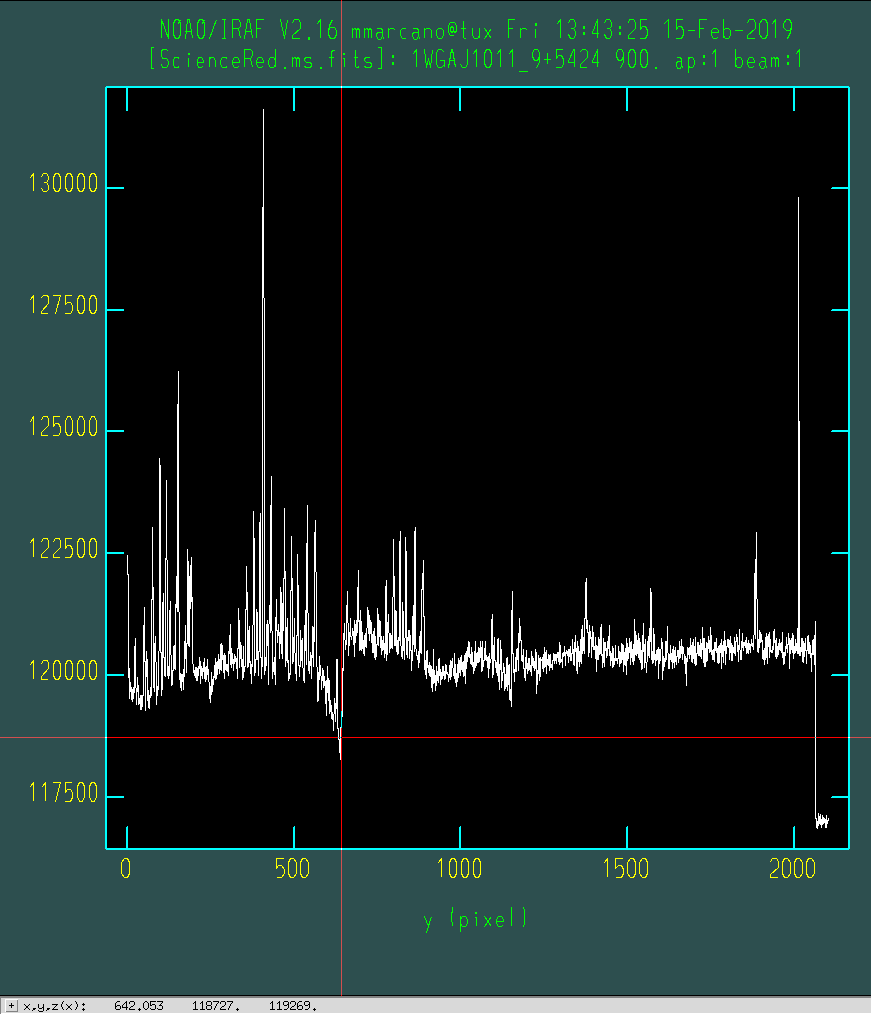 NOAO/IRAF V2.16 mmarcano@tux Fri 13:43:25 15-Feb-2019
[ScienceRed.ms.fits]: 1WGAJ1011_9+5424 900. ap:1 beam:1
130000
127500
125000
122500
120000
117500
0 500 1000 1500 2000
y (pixel)
+ x,y,z(x): 642.053 118727. 119269.